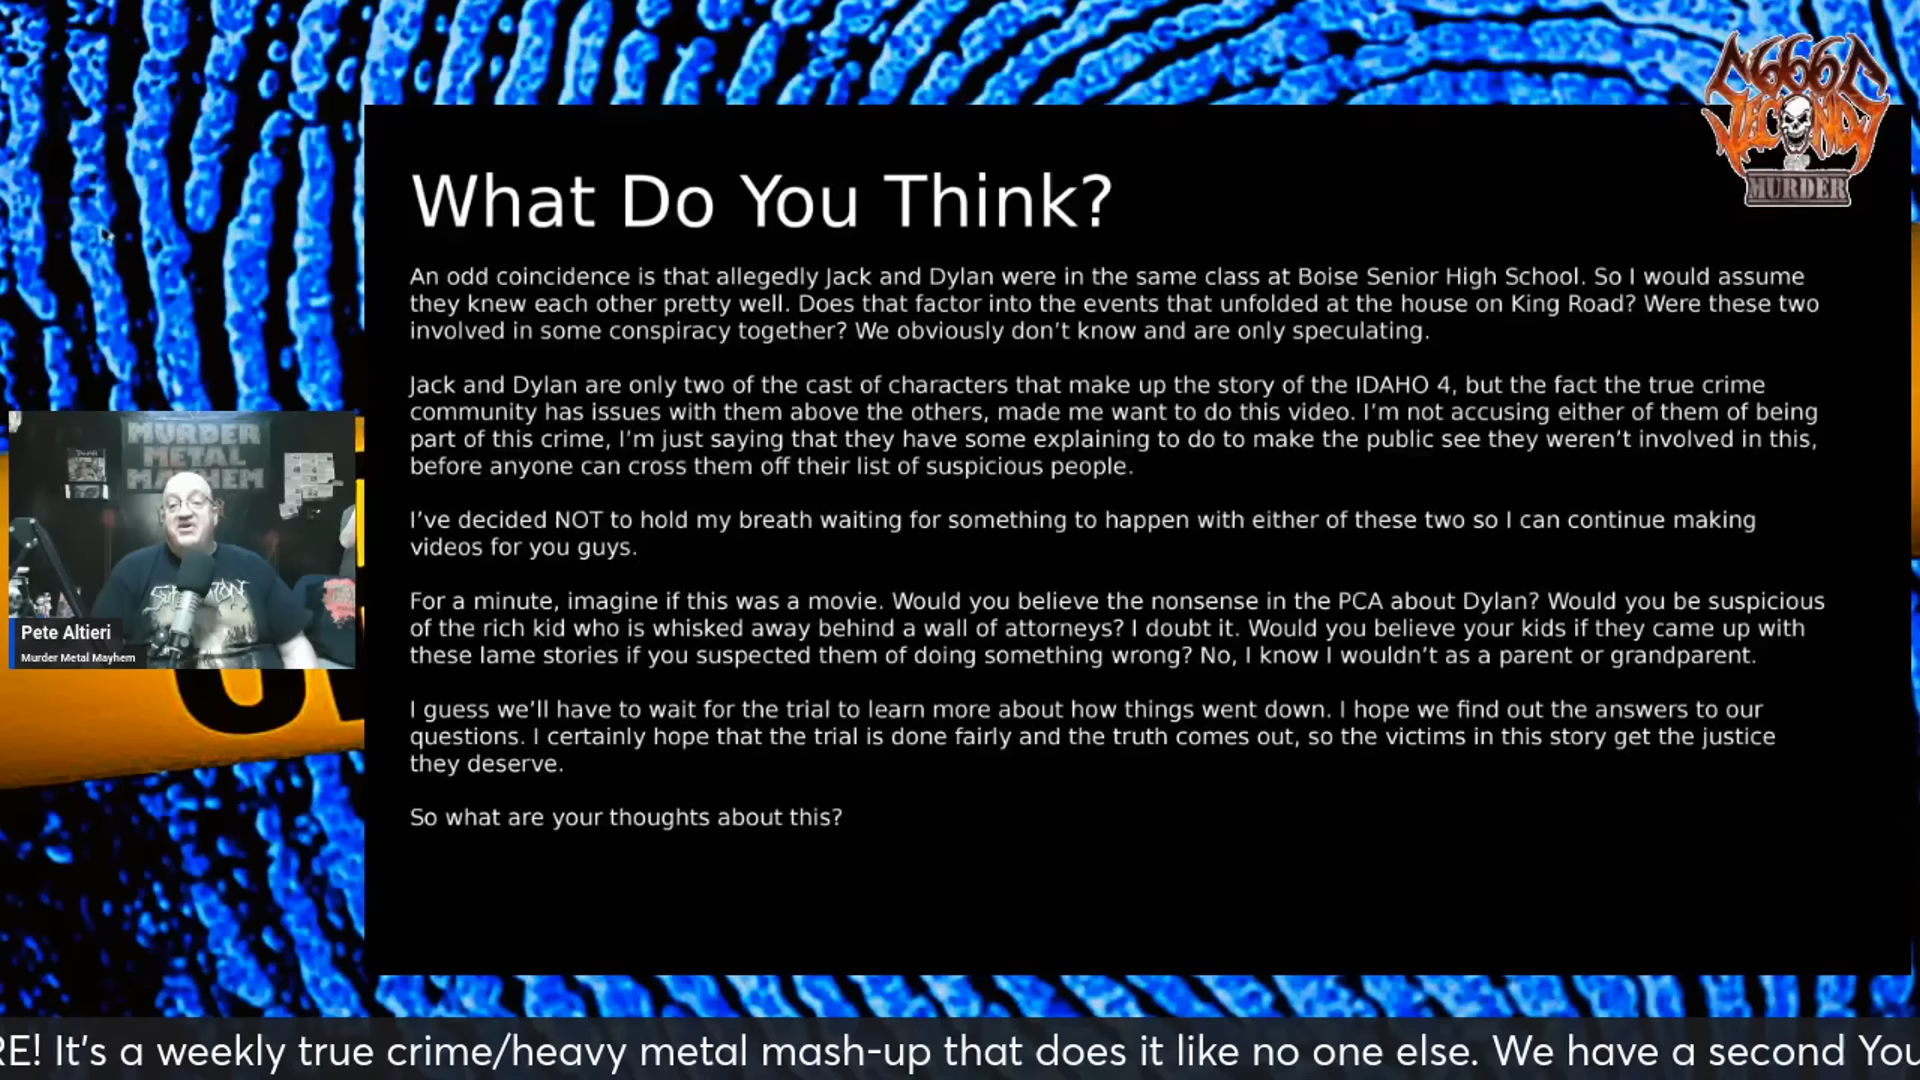 666 SECONDS
OF
MURDER
What Do You Think?
An odd coincidence is that allegedly Jack and Dylan were in the same class at Boise Senior High School. So I would assume
they knew each other pretty well. Does that factor into the events that unfolded at the house on King Road? Were these two
involved in some conspiracy together? We obviously don’t know and are only speculating.
Jack and Dylan are only two of the cast of characters that make up the story of the IDAHO 4, but the fact the true crime
community has issues with them above the others, made me want to do this video. I’m not accusing either of them of being
part of this crime, I’m just saying that they have some explaining to do to make the public see they weren’t involved in this,
before anyone can cross them off their list of suspicious people.
I’ve decided NOT to hold my breath waiting for something to happen with either of these two so I can continue making
videos for you guys.
For a minute, imagine if this was a movie. Would you believe the nonsense in the PCA about Dylan? Would you be suspicious
of the rich kid who is whisked away behind a wall of attorneys? I doubt it. Would you believe your kids if they came up with
these lame stories if you suspected them of doing something wrong? No, I know I wouldn’t as a parent or grandparent.
I guess we’ll have to wait for the trial to learn more about how things went down. I hope we find out the answers to our
questions. I certainly hope that the trial is done fairly and the truth comes out, so the victims in this story get the justice
they deserve.
So what are your thoughts about this?
MURDER
METAL
MAYHEM
Pete Altieri
Murder Metal Mayhem
RE! It's a weekly true crime/heavy metal mash-up that does it like no one else. We have a second You